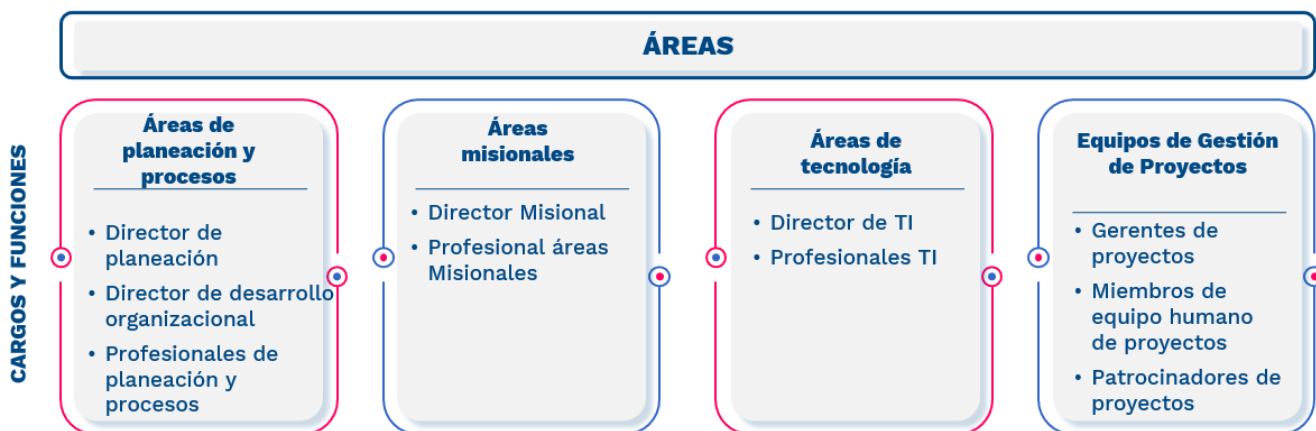 ÁREAS
CARGOS Y FUNCIONES
Áreas de
planeación y
procesos
• Director de
planeación
• Director de desarrollo
organizacional
• Profesionales de
planeación y
procesos
Áreas
misionales
• Director Misional
• Profesional áreas
Misionales
Áreas de
tecnología
• Director de TI
• Profesionales TI
Equipos de Gestión
de Proyectos
• Gerentes de
proyectos
• Miembros de
equipo humano
de proyectos
• Patrocinadores de
proyectos